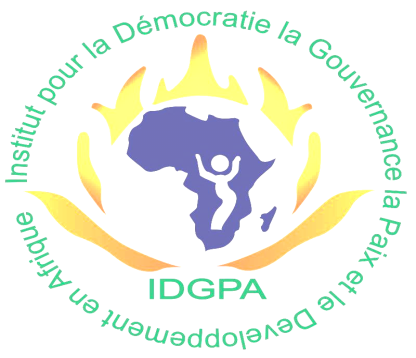 Institut pour la Démocratie la Gouvernance la Paix et le Developpement en Afrique
IDGPA